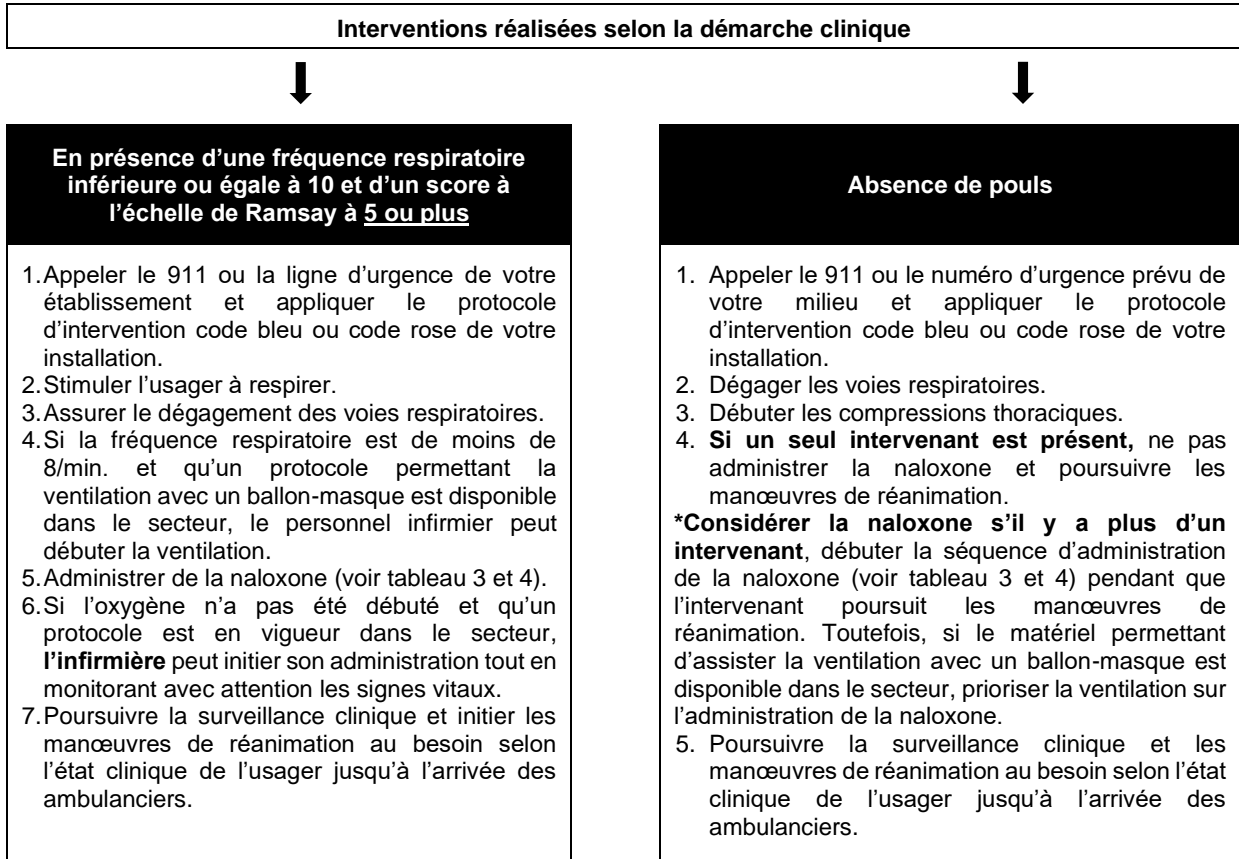 Interventions réalisées selon la démarche clinique
En présence d'une fréquence respiratoire
inférieure ou égale à 10 et d'un score à
l'échelle de Ramsay à 5 ou plus
1.Appeler le 911 ou la ligne d'urgence de votre
établissement et appliquer le protocole
d'intervention code bleu ou code rose de votre
installation.
2.Stimuler l'usager à respirer.
3.Assurer le dégagement des voies respiratoires.
4.Si la fréquence respiratoire est de moins de
8/min. et qu'un protocole permettant la
ventilation avec un ballon-masque est disponible
dans le secteur, le personnel infirmier peut
débuter la ventilation.
5.Administrer de la naloxone (voir tableau 3 et 4).
6.Si l'oxygène n'a pas été débuté et qu'un
protocole est en vigueur dans le secteur,
l'infirmière peut initier son administration tout en
monitorant avec attention les signes vitaux.
7.Poursuivre la surveillance clinique et initier les
manœuvres de réanimation au besoin selon
l'état clinique de l'usager jusqu'à l'arrivée des
ambulanciers.
Absence de pouls
1. Appeler le 911 ou le numéro d'urgence prévu de
votre milieu et appliquer le protocole
d'intervention code bleu ou code rose de votre
installation.
2. Dégager les voies respiratoires.
3. Débuter les compressions thoraciques.
4. Si un seul intervenant est présent, ne pas
administrer la naloxone et poursuivre les
manœuvres de réanimation.
*Considérer la naloxone s'il y a plus d'un
intervenant, débuter la séquence d'administration
de la naloxone (voir tableau 3 et 4) pendant que
l'intervenant poursuit les manœuvres de
réanimation. Toutefois, si le matériel permettant
d'assister la ventilation avec un ballon-masque est
disponible dans le secteur, prioriser la ventilation sur
l'administration de la naloxone.
5. Poursuivre la surveillance clinique et les
manœuvres de réanimation au besoin selon l'état
clinique de l'usager jusqu'à l'arrivée des
ambulanciers.